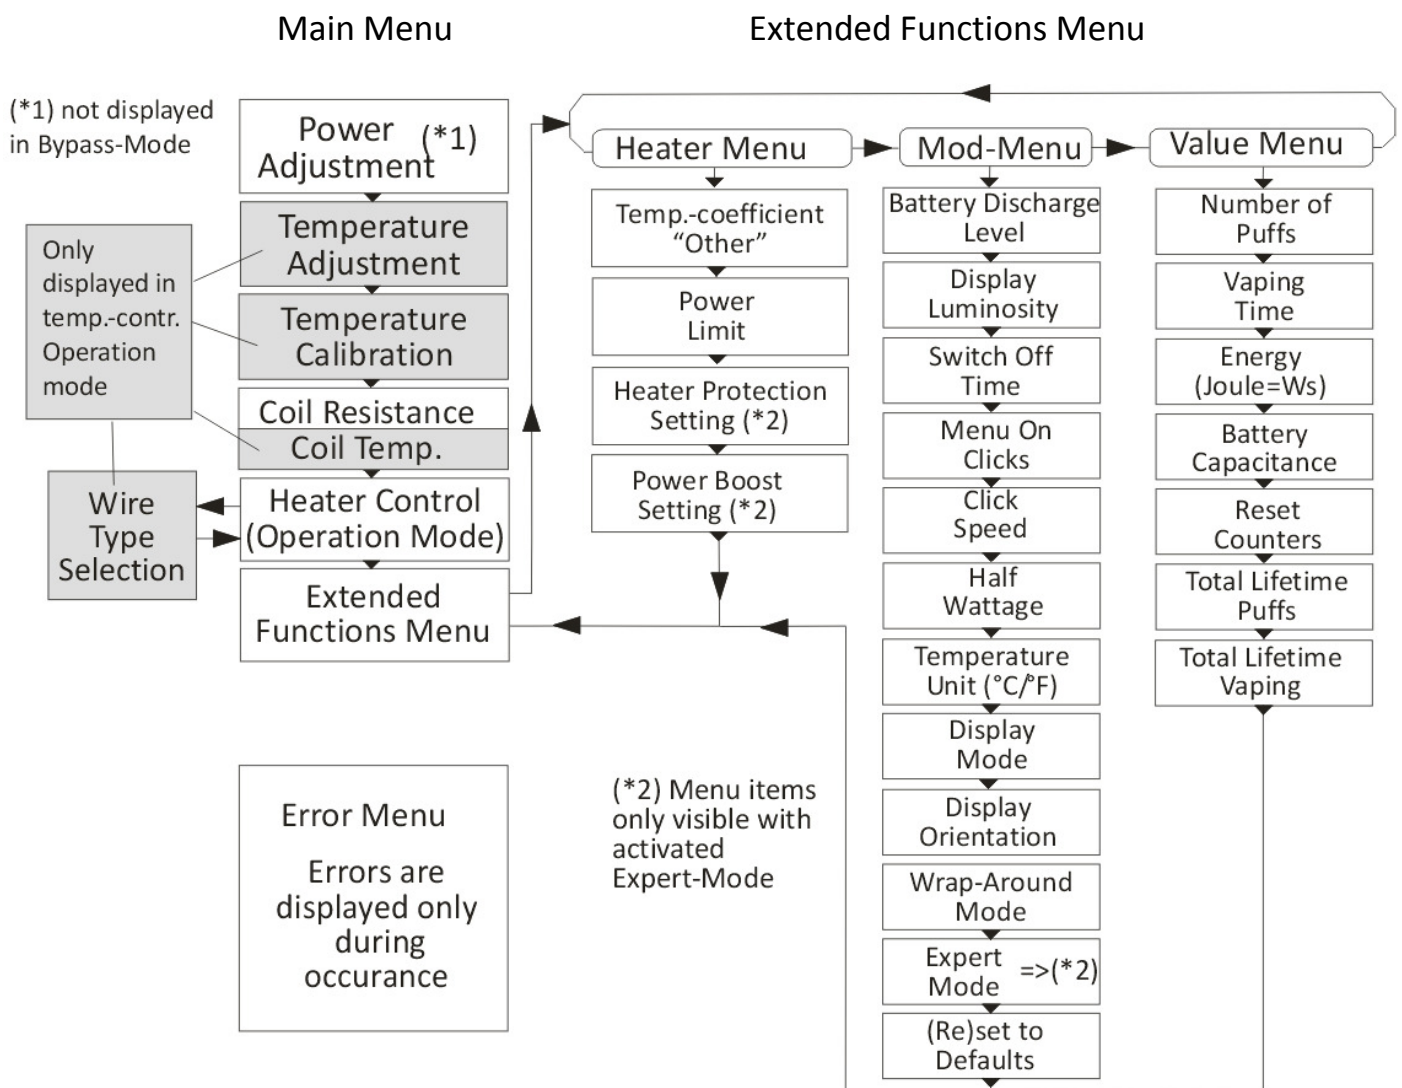 Main Menu
Extended Functions Menu
(*1) not displayed
in Bypass-Mode
Power
Adjustment
(*1)
Temperature
Adjustment
Temperature
Calibration
Coil Resistance
Coil Temp.
Heater Control
(Operation Mode)
Extended
Functions Menu
Only
displayed in
temp.-contr.
Operation
mode
Wire
Type
Selection
Error Menu
Errors are
displayed only
during
occurance
Heater Menu
Temp.-coefficient
“Other”
Power
Limit
Heater Protection
Setting (*2)
Power Boost
Setting (*2)
(*2) Menu items
only visible with
activated
Expert-Mode
Mod-Menu
Battery Discharge
Level
Display
Luminosity
Switch Off
Time
Menu On
Clicks
Click
Speed
Half
Wattage
Temperature
Unit (°C/°F)
Display
Mode
Display
Orientation
Wrap-Around
Mode
Expert
Mode
=>(*2)
(Re)set to
Defaults
Value Menu
Number of
Puffs
Vaping
Time
Energy
(Joule=Ws)
Battery
Capacitance
Reset
Counters
Total Lifetime
Puffs
Total Lifetime
Vaping